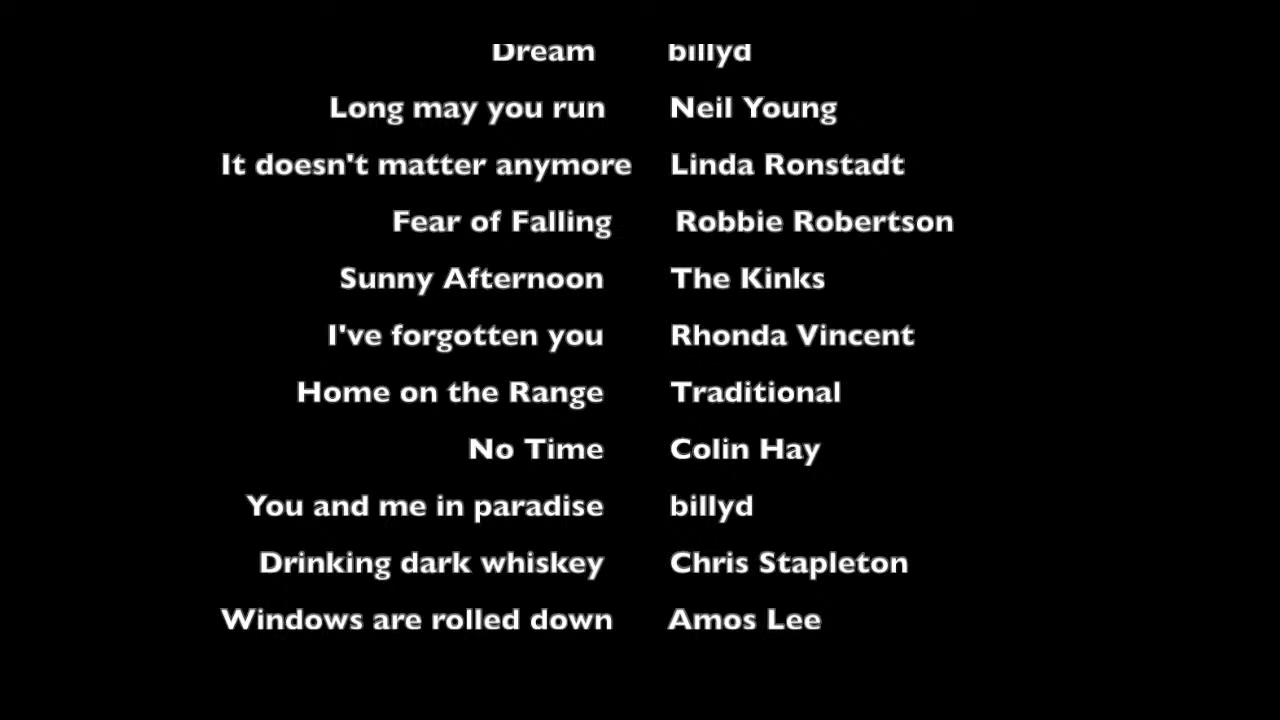 Dream billyd
Long may you run Neil Young
It doesn't matter anymore Linda Ronstadt
Fear of Falling Robbie Robertson
Sunny Afternoon The Kinks
I've forgotten you Rhonda Vincent
Home on the Range Traditional
No Time Colin Hay
You and me in paradise billyd
Drinking dark whiskey Chris Stapleton
Windows are rolled down Amos Lee